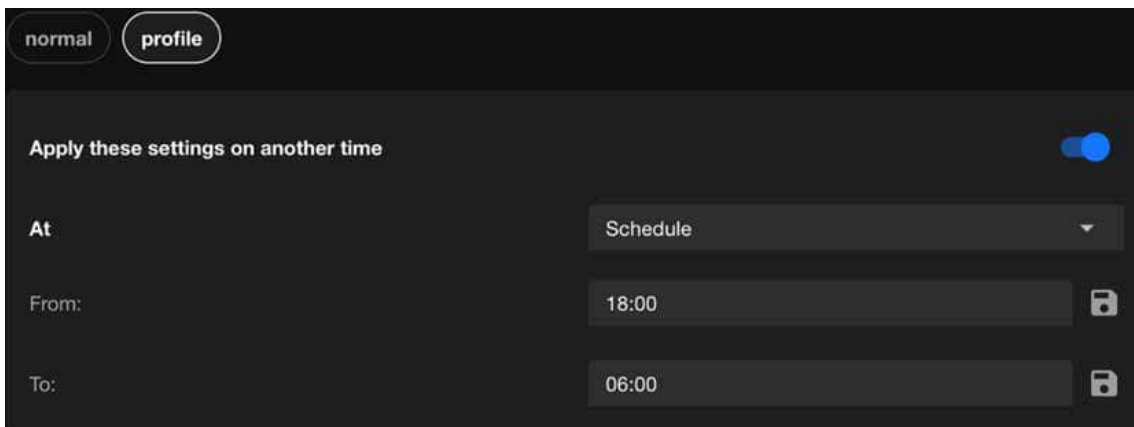 normal profile
Apply these settings on another time
At Schedule
From: 18:00
To: 06:00